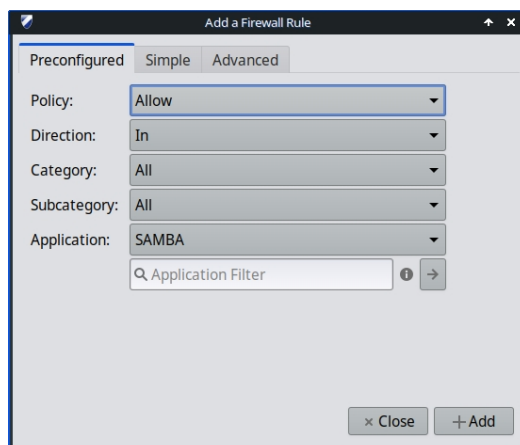 Add a Firewall Rule
Preconfigured Simple Advanced
Policy: Allow
Direction: In
Category: All
Subcategory: All
Application: SAMBA
Application Filter
Close Add